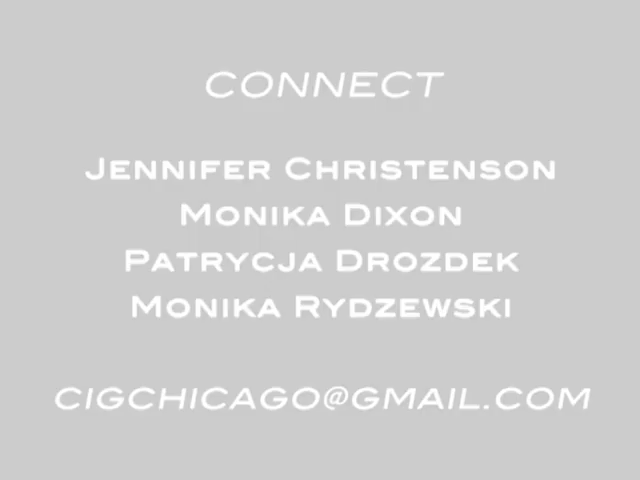 CONNECT
JENNIFER CHRISTENSON
MONIKA DIXON
PATRYCJA DROZDEK
MONIKA RYDZEWSKI
CIGCHICAGO@GMAIL.COM